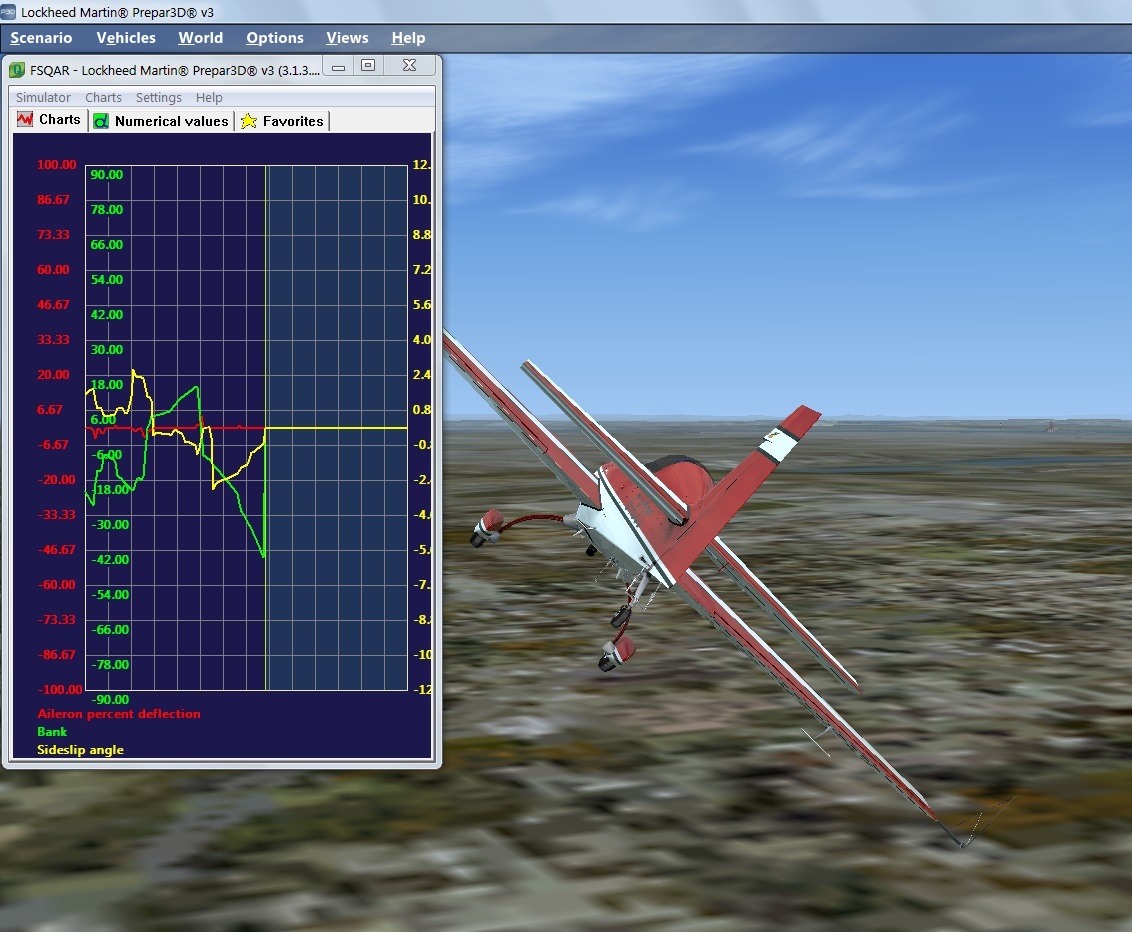 Lockheed Martin® Prepar3D® v3
Scenario Vehicles World Options Views Help
FSQAR - Lockheed Martin® Prepar3D® v3 (3.1.3....
Simulator Charts Settings Help
Charts Numerical values Favorites
100.00 90.00 12.
86.67 78.00 10.
73.33 66.00 8.8
60.00 54.00 7.2
46.67 42.00 5.6
33.33 30.00 4.0
20.00 18.00 2.4
6.67 6.00 0.8
-6.67 -6.00 -0.
-20.00 -18.00 -2.
-33.33 -30.00 -4.
-46.67 -42.00 -5.
-60.00 -54.00 -7.
-73.33 -66.00 -8.
-86.67 -78.00 -10
-100.00 -90.00 -12
Aileron percent deflection
Bank
Sideslip angle